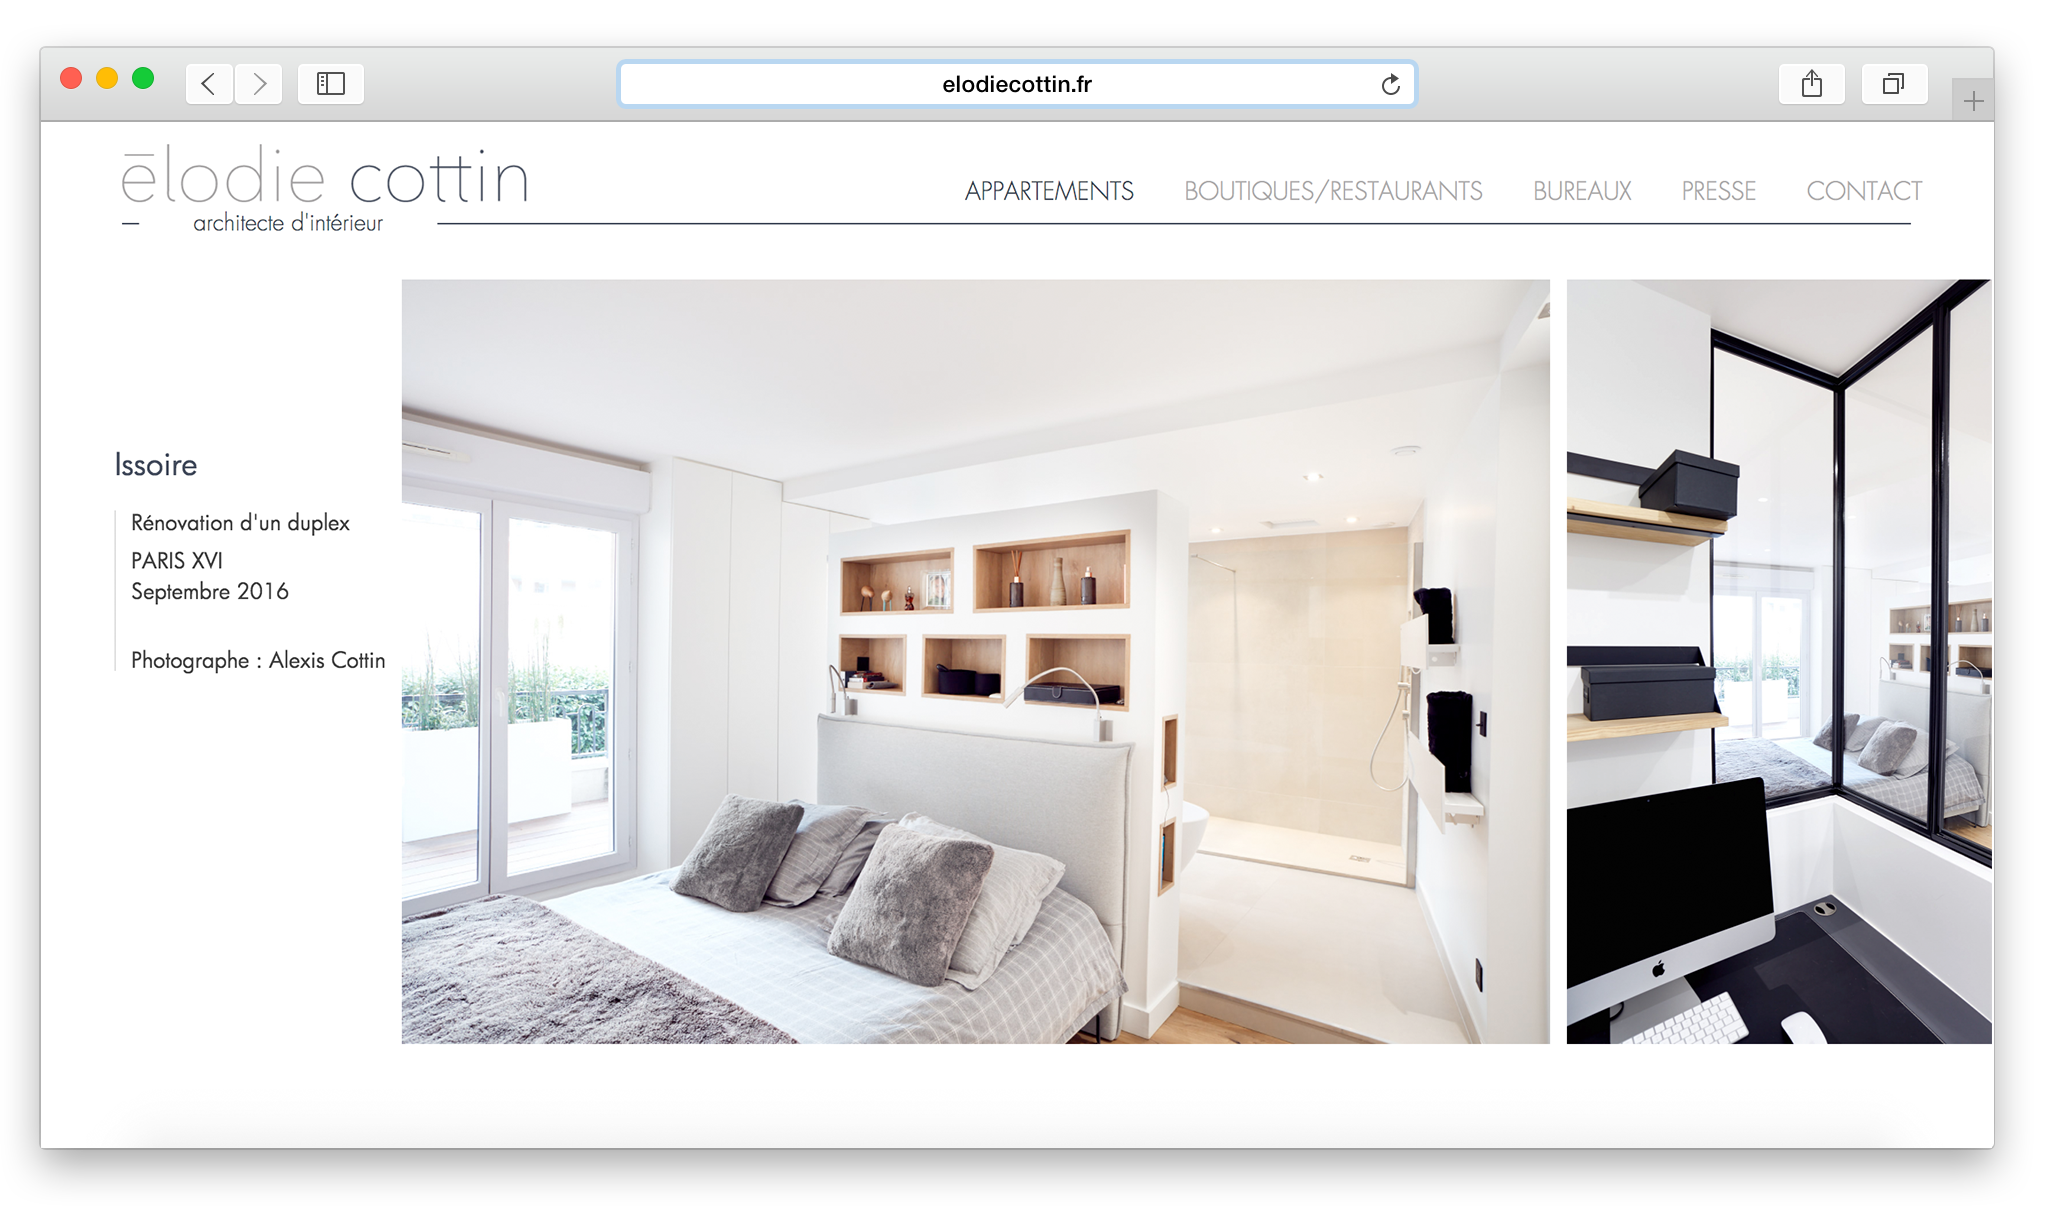 elodiecottin.fr
ēlodie cottin
architecte d'intérieur
APPARTEMENTS BOUTIQUES/RESTAURANTS BUREAUX PRESSE CONTACT
Issoire
Rénovation d'un duplex
PARIS XVI
Septembre 2016
Photographe : Alexis Cottin